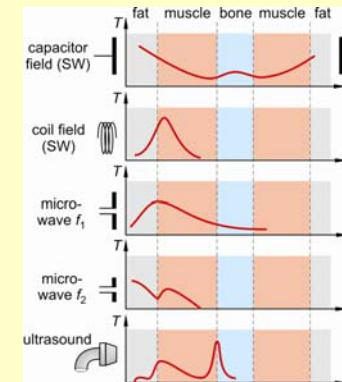 fat muscle bone muscle fat
T
capacitor
field (SW)
T
coil field
(SW)
T
micro-
wave f₁
T
micro-
wave f₂
T
ultrasound